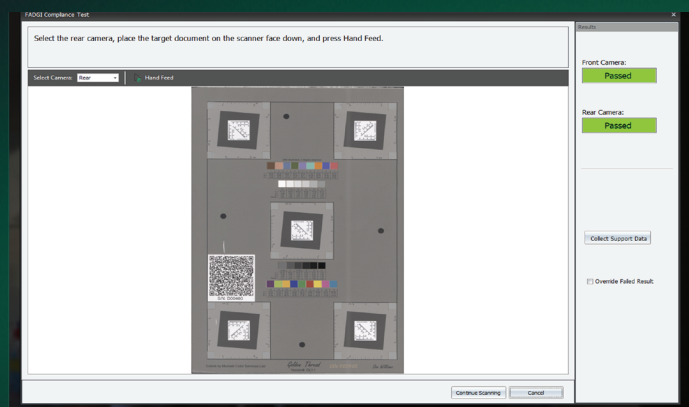 FADGI Compliance Test
Select the rear camera, place the target document on the scanner face down, and press Hand Feed.
Select Camera: Rear
Hand Feed
Results
Front Camera:
Passed
Rear Camera:
Passed
Collect Support Data
Override Failed Result
Golden Thread
Continue Scanning
Cancel